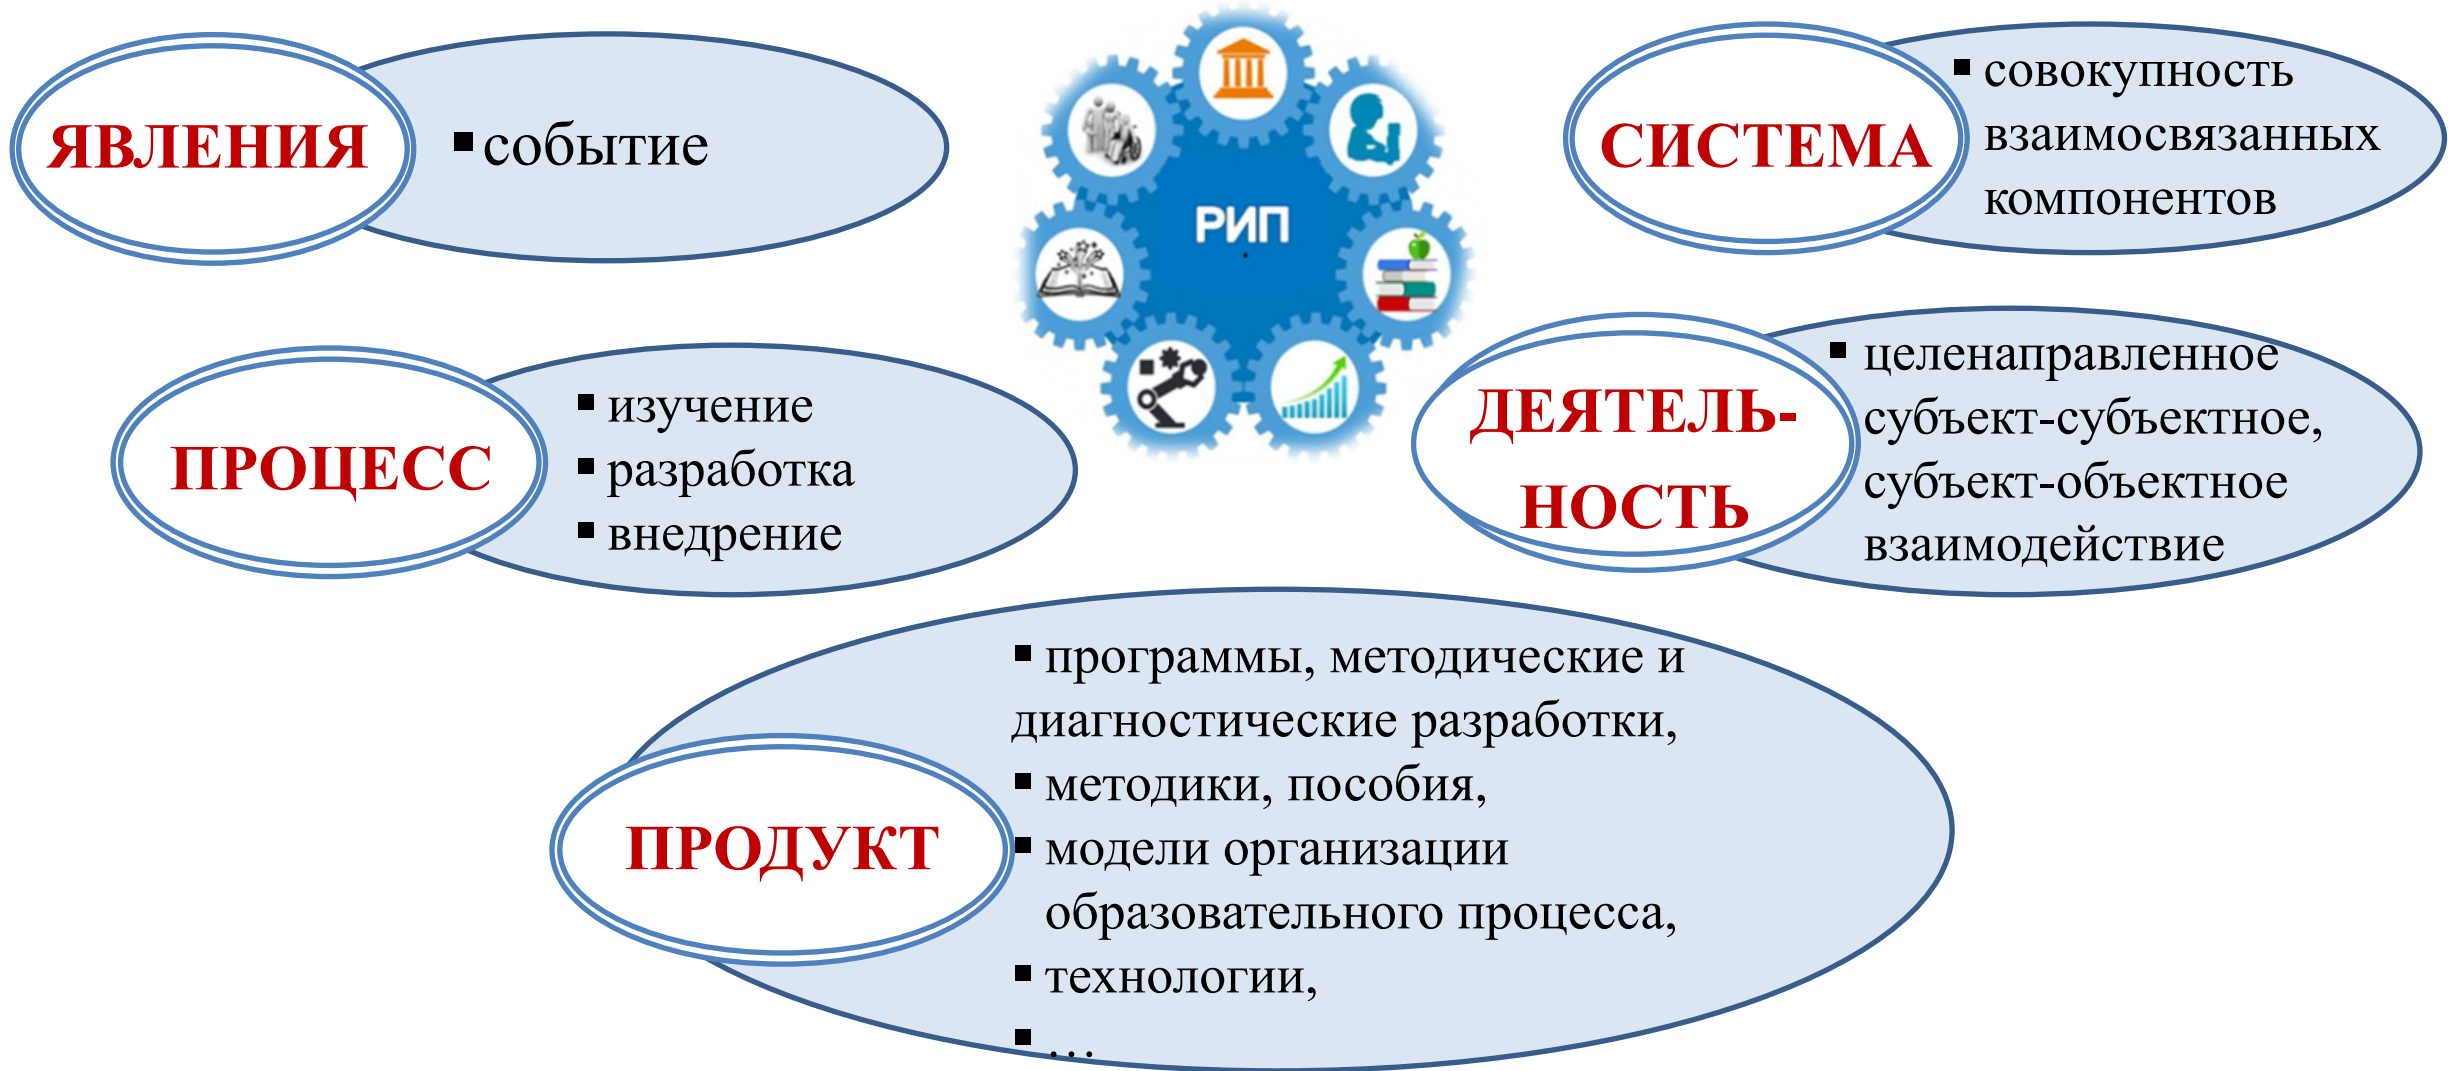 ЯВЛЕНИЯ
▪ событие
РИП
СИСТЕМА
▪ совокупность
взаимосвязанных
компонентов
ПРОЦЕСС
▪ изучение
▪ разработка
▪ внедрение
ДЕЯТЕЛЬ-
НОСТЬ
▪ целенаправленное
субъект-субъектное,
субъект-объектное
взаимодействие
ПРОДУКТ
▪ программы, методические и
диагностические разработки,
▪ методики, пособия,
▪ модели организации
образовательного процесса,
▪ технологии,
▪ …